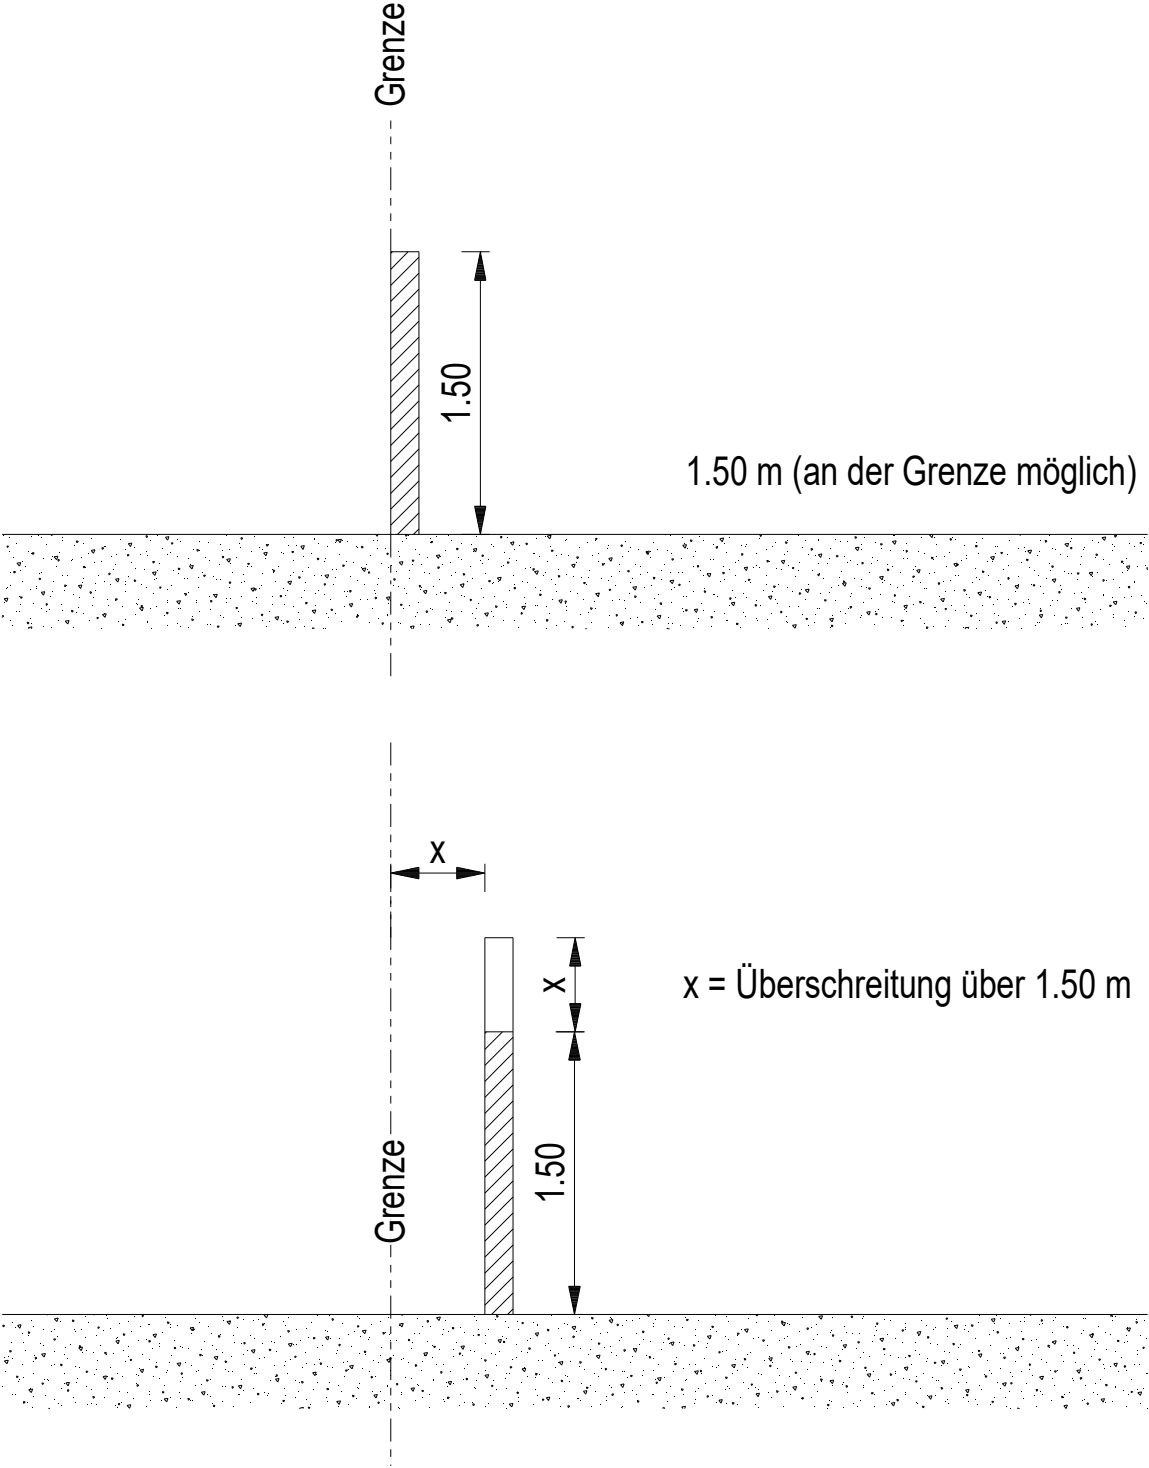 Grenze
1.50
1.50 m (an der Grenze möglich)
x
x
x = Überschreitung über 1.50 m
1.50
Grenze